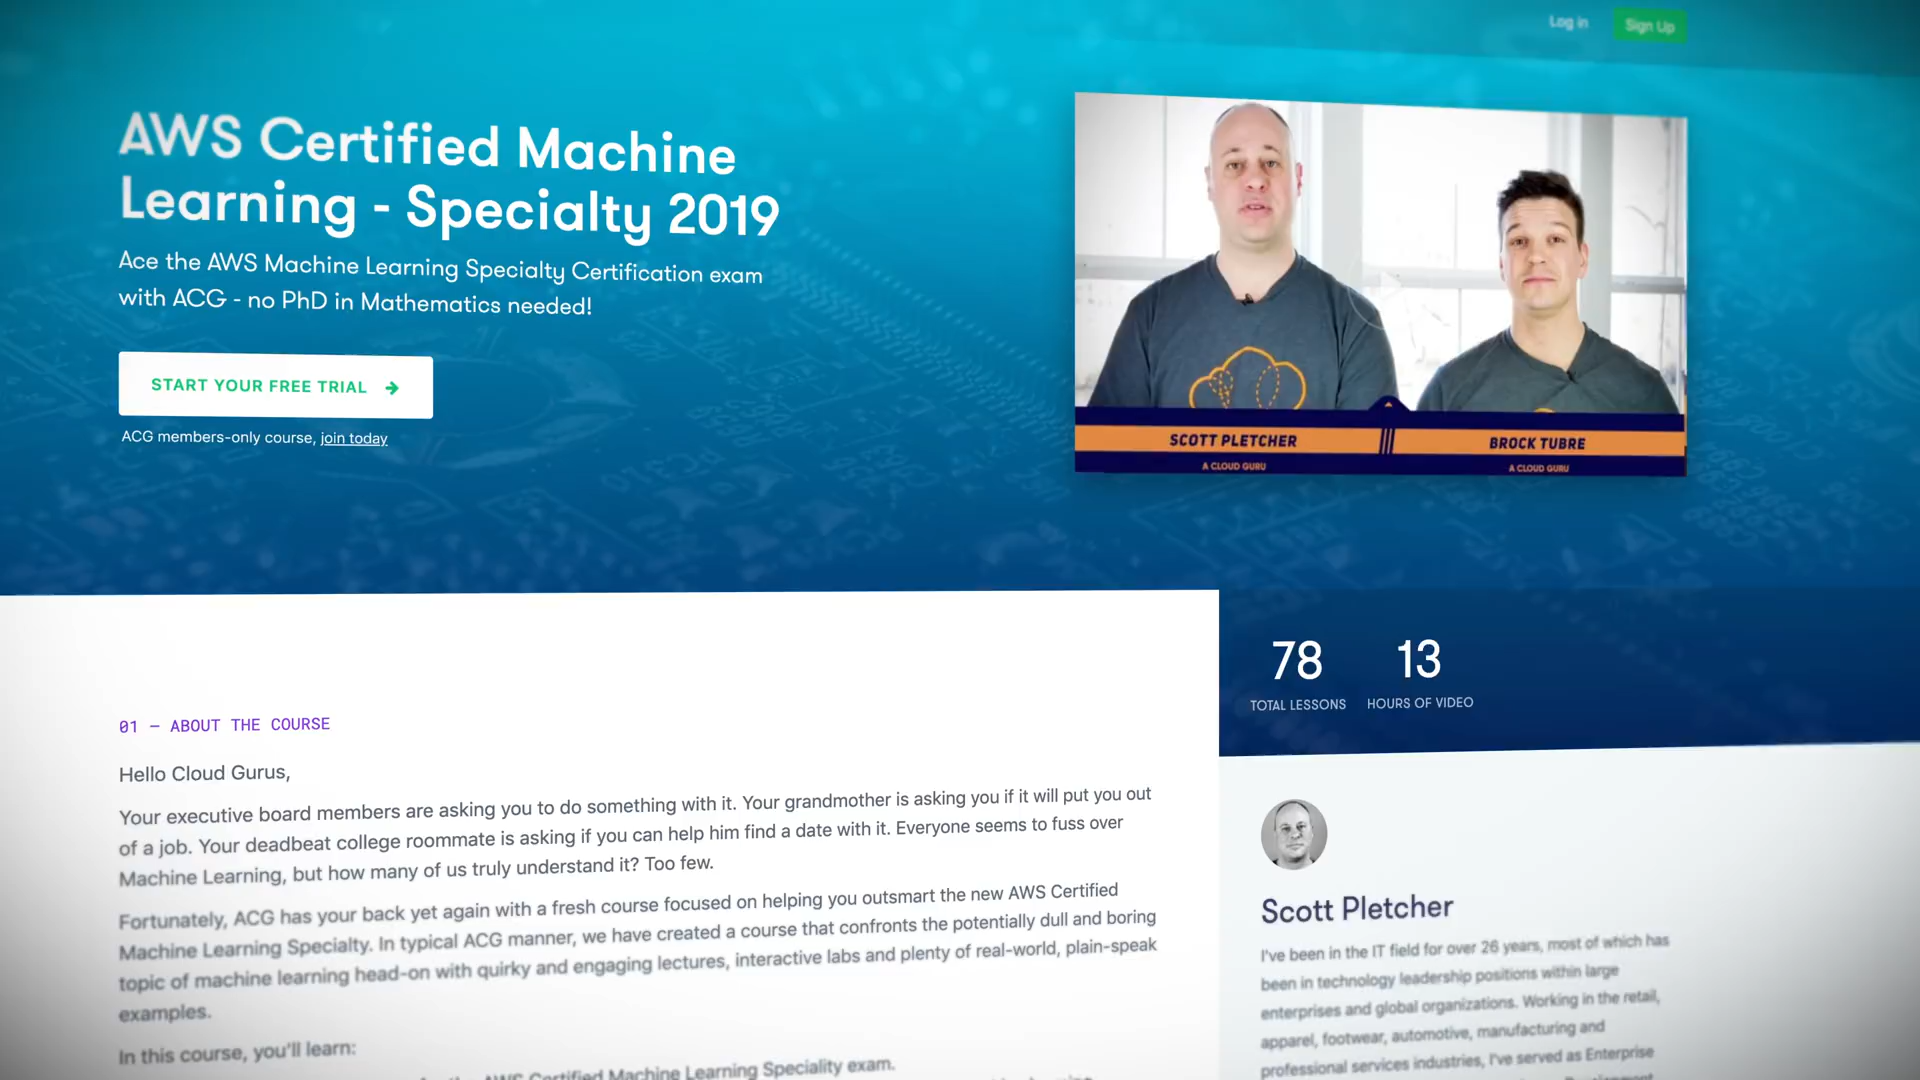 Log in
Sign Up
AWS Certified Machine
Learning - Specialty 2019
Ace the AWS Machine Learning Specialty Certification exam
with ACG - no PhD in Mathematics needed!
START YOUR FREE TRIAL
ACG members-only course, join today
SCOTT PLETCHER
A CLOUD GURU
BROCK TUBRE
A CLOUD GURU
78
TOTAL LESSONS
13
HOURS OF VIDEO
01 — ABOUT THE COURSE
Hello Cloud Gurus,
Your executive board members are asking you to do something with it. Your grandmother is asking you if it will put you out
of a job. Your deadbeat college roommate is asking if you can help him find a date with it. Everyone seems to fuss over
Machine Learning, but how many of us truly understand it? Too few.
Fortunately, ACG has your back yet again with a fresh course focused on helping you outsmart the new AWS Certified
Machine Learning Specialty. In typical ACG manner, we have created a course that confronts the potentially dull and boring
topic of machine learning head-on with quirky and engaging lectures, interactive labs and plenty of real-world, plain-speak
examples.
In this course, you'll learn:
AWS Certified Machine Learning Speciality exam.
Scott Pletcher
I've been in the IT field for over 26 years, most of which has
been in technology leadership positions within large
enterprises and global organizations. Working in the retail,
apparel, footwear, automotive, manufacturing and
professional services industries, I've served as Enterprise